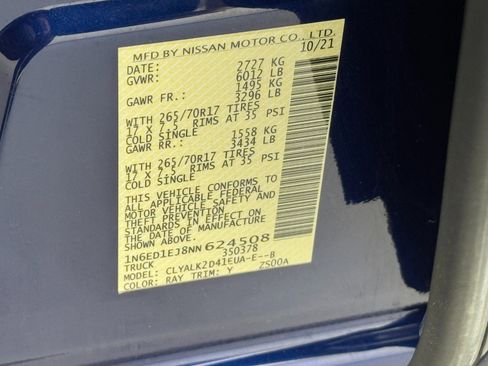 MFD BY NISSAN MOTOR CO., LTD.
DATE: 10/21
GVWR: 2727 KG
6012 LB
GAWR FR.: 1495 KG
3296 LB
WITH 265/70R17 TIRES
17 X 7.5 RIMS AT 35 PSI
COLD SINGLE
GAWR RR.: 1558 KG
3434 LB
WITH 265/70R17 TIRES
17 X 7.5 RIMS AT 35 PSI
COLD SINGLE
THIS VEHICLE CONFORMS TO
ALL APPLICABLE FEDERAL
MOTOR VEHICLE SAFETY AND
THEFT PREVENTION
STANDARDS IN EFFECT ON
THE DATE OF MANUFACTURE
SHOWN ABOVE.
1N6ED1EJ8NN624508
TRUCK 350378
MODEL: CLYALK2D41EUA-E--B
COLOR: RAY TRIM: Y ZS00A